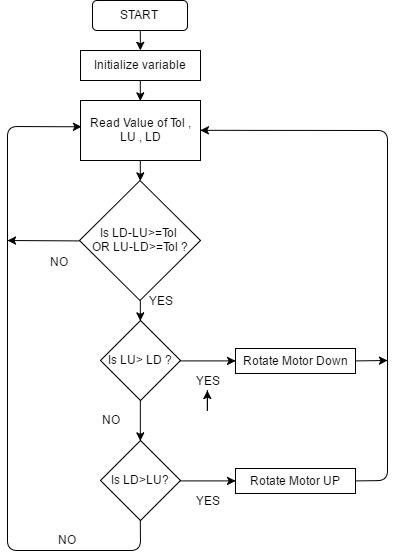 START
Initialize variable
Read Value of Tol ,
LU , LD
Is LD-LU>=Tol
OR LU-LD>=Tol ?
NO
YES
Is LU> LD ?
Rotate Motor Down
YES
NO
Is LD>LU?
Rotate Motor UP
YES
NO